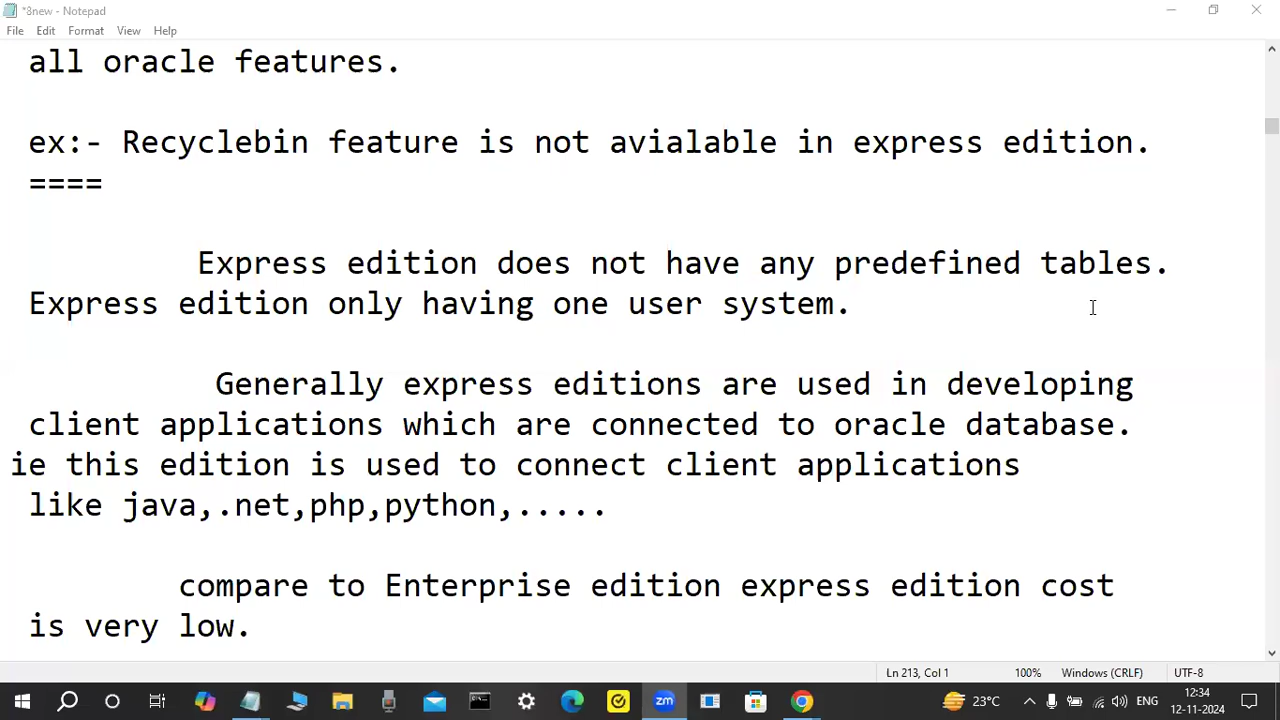 *8new - Notepad
File Edit Format View Help
all oracle features.
ex:- Recyclebin feature is not avialable in express edition.
====
Express edition does not have any predefined tables.
Express edition only having one user system.
Generally express editions are used in developing
client applications which are connected to oracle database.
ie this edition is used to connect client applications
like java,.net,php,python,.....
compare to Enterprise edition express edition cost
is very low.
Ln 213, Col 1 100% Windows (CRLF) UTF-8
zm 23°C ENG 12:34
12-11-2024